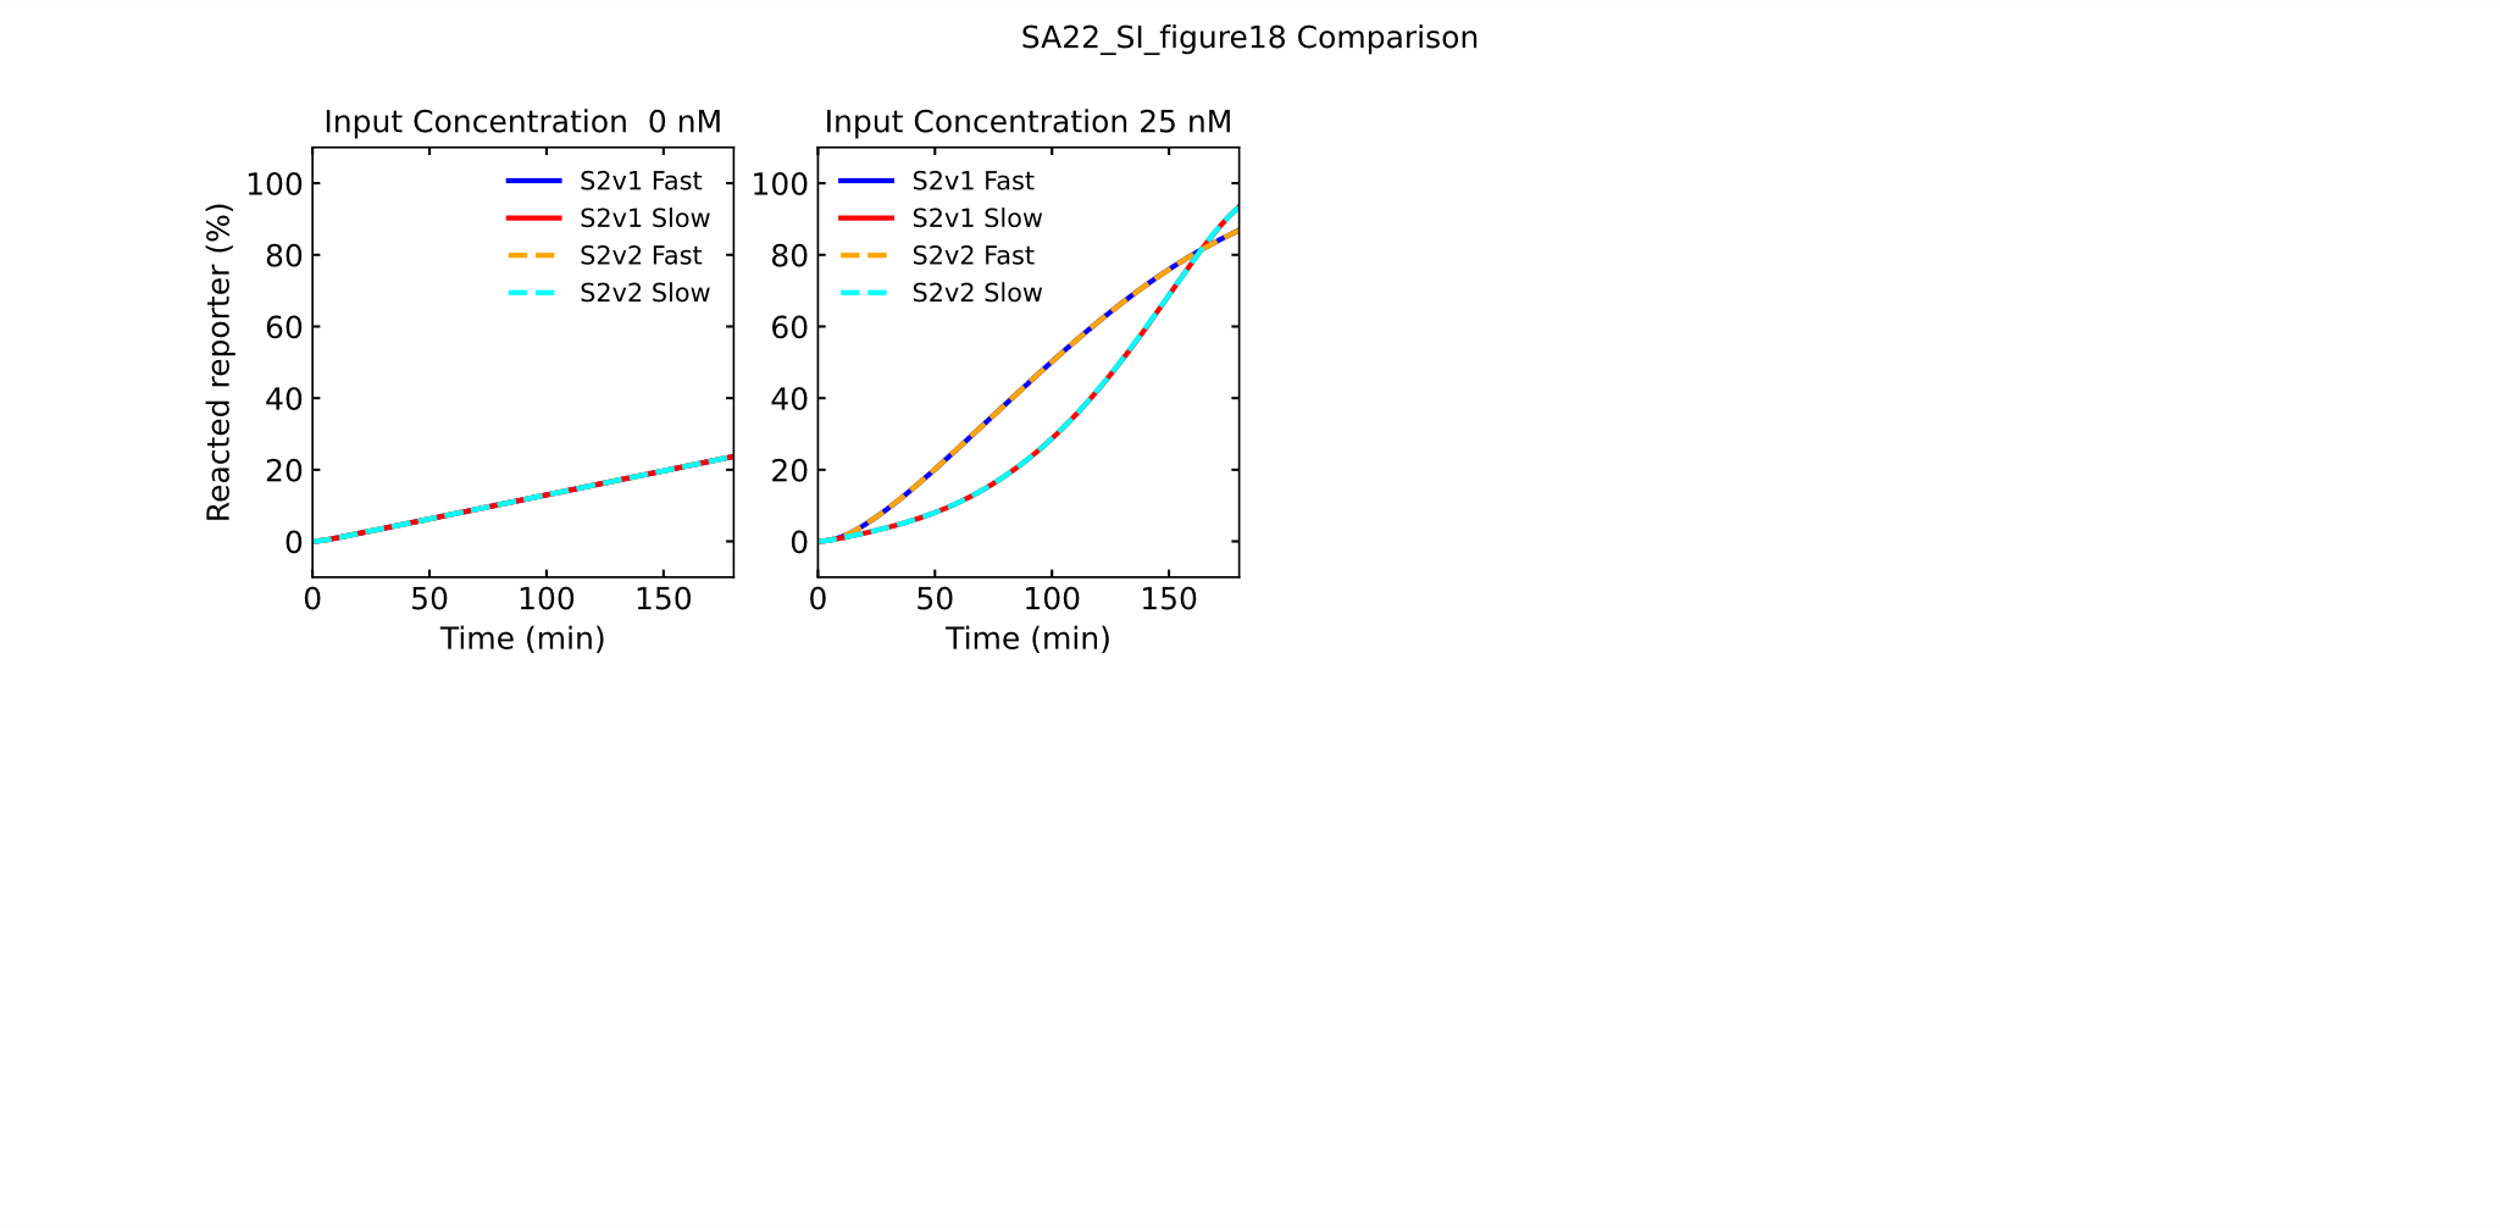 SA22_SI_figure18 Comparison
Input Concentration  0 nM
Reacted reporter (%)
100
80
60
40
20
0
S2v1 Fast
S2v1 Slow
S2v2 Fast
S2v2 Slow
0 50 100 150
Time (min)
Input Concentration 25 nM
100
80
60
40
20
0
S2v1 Fast
S2v1 Slow
S2v2 Fast
S2v2 Slow
0 50 100 150
Time (min)